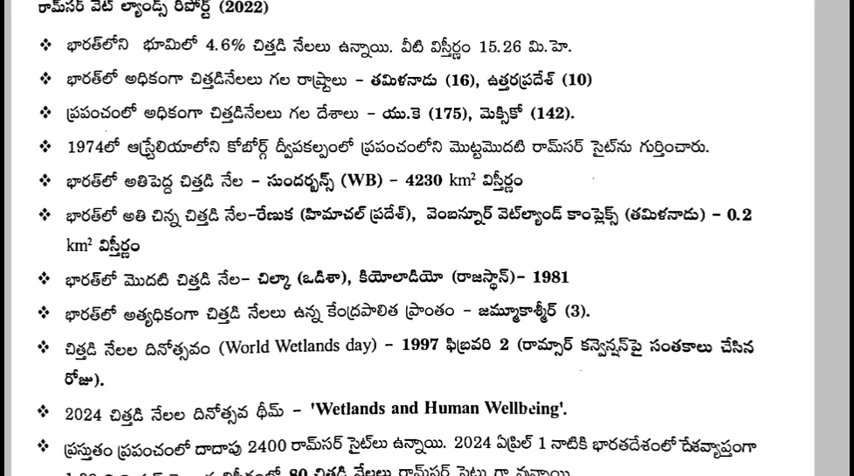 రామ్‌సర్ వెట్ ల్యాండ్స్ రిపోర్ట్ (2022)
❖ భారత్‌లోని భూమిలో 4.6% చిత్తడి నేలలు ఉన్నాయి. వీటి విస్తీర్ణం 15.26 మి.హె.
❖ భారత్‌లో అధికంగా చిత్తడినేలలు గల రాష్ట్రాలు – తమిళనాడు (16), ఉత్తరప్రదేశ్ (10)
❖ ప్రపంచంలో అధికంగా చిత్తడినేలలు గల దేశాలు – యు.కె (175), మెక్సికో (142).
❖ 1974లో ఆస్ట్రేలియాలోని కోబోర్గ్ ద్వీపకల్పంలో ప్రపంచంలోని మొట్టమొదటి రామ్‌సర్ సైట్‌ను గుర్తించారు.
❖ భారత్‌లో అతిపెద్ద చిత్తడి నేల – సుందర్బన్స్ (WB) – 4230 km² విస్తీర్ణం
❖ భారత్‌లో అతి చిన్న చిత్తడి నేల-రేణుక (హిమాచల్ ప్రదేశ్), వెంబన్నూర్ వెట్‌ల్యాండ్ కాంప్లెక్స్ (తమిళనాడు) – 0.2
km² విస్తీర్ణం
❖ భారత్‌లో మొదటి చిత్తడి నేల– చిల్కా (ఒడిశా), కియోలాడియో (రాజస్థాన్)– 1981
❖ భారత్‌లో అత్యధికంగా చిత్తడి నేలలు ఉన్న కేంద్రపాలిత ప్రాంతం – జమ్మూకాశ్మీర్ (3).
❖ చిత్తడి నేలల దినోత్సవం (World Wetlands day) – 1997 ఫిబ్రవరి 2 (రామ్సార్ కన్వెన్షన్‌పై సంతకాలు చేసిన
రోజు).
❖ 2024 చిత్తడి నేలల దినోత్సవ థీమ్ – 'Wetlands and Human Wellbeing'.
❖ ప్రస్తుతం ప్రపంచంలో దాదాపు 2400 రామ్‌సర్ సైట్‌లు ఉన్నాయి. 2024 ఏప్రిల్ 1 నాటికి భారతదేశంలో దేశవ్యాప్తంగా
80 చిత్తడి నేలలు